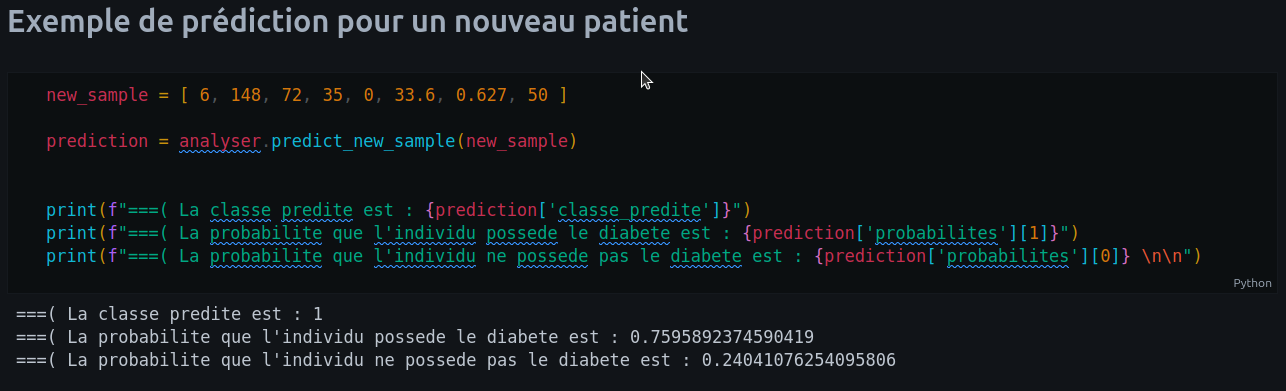 Exemple de prédiction pour un nouveau patient
new_sample = [ 6, 148, 72, 35, 0, 33.6, 0.627, 50 ]
prediction = analyser.predict_new_sample(new_sample)
print(f"===( La classe predite est : {prediction['classe_predite']}")
print(f"===( La probabilite que l'individu possede le diabete est : {prediction['probabilites'][1]}")
print(f"===( La probabilite que l'individu ne possede pas le diabete est : {prediction['probabilites'][0]} \n\n")
Python
===( La classe predite est : 1
===( La probabilite que l'individu possede le diabete est : 0.7595892374590419
===( La probabilite que l'individu ne possede pas le diabete est : 0.24041076254095806